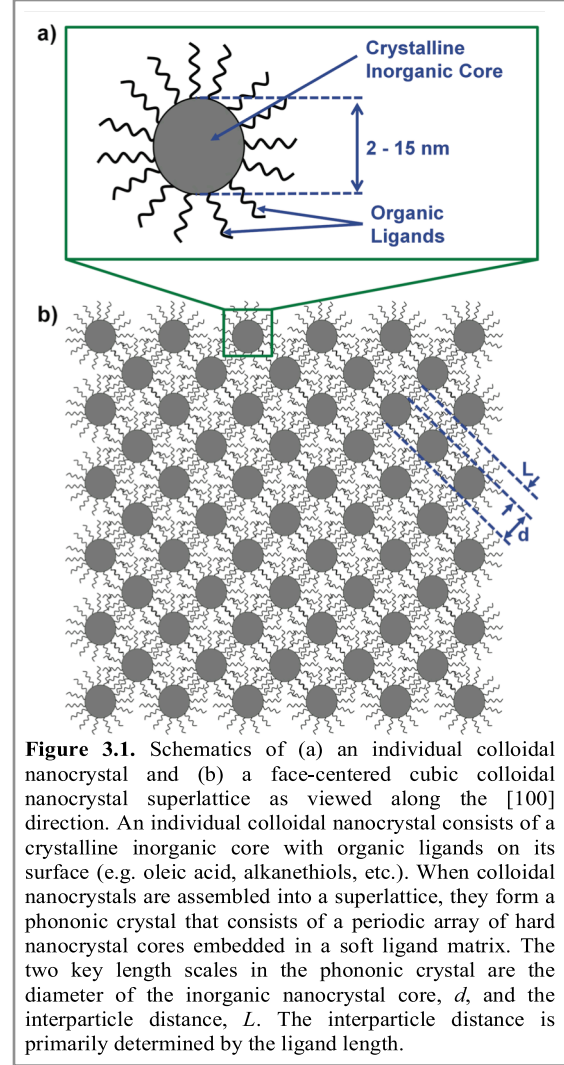 a)
Crystalline
Inorganic Core
2 - 15 nm
Organic
Ligands
b)
L
d
Figure 3.1. Schematics of (a) an individual colloidal
nanocrystal and (b) a face-centered cubic colloidal
nanocrystal superlattice as viewed along the [100]
direction. An individual colloidal nanocrystal consists of a
crystalline inorganic core with organic ligands on its
surface (e.g. oleic acid, alkanethiols, etc.). When colloidal
nanocrystals are assembled into a superlattice, they form a
phononic crystal that consists of a periodic array of hard
nanocrystal cores embedded in a soft ligand matrix. The
two key length scales in the phononic crystal are the
diameter of the inorganic nanocrystal core, d, and the
interparticle distance, L. The interparticle distance is
primarily determined by the ligand length.